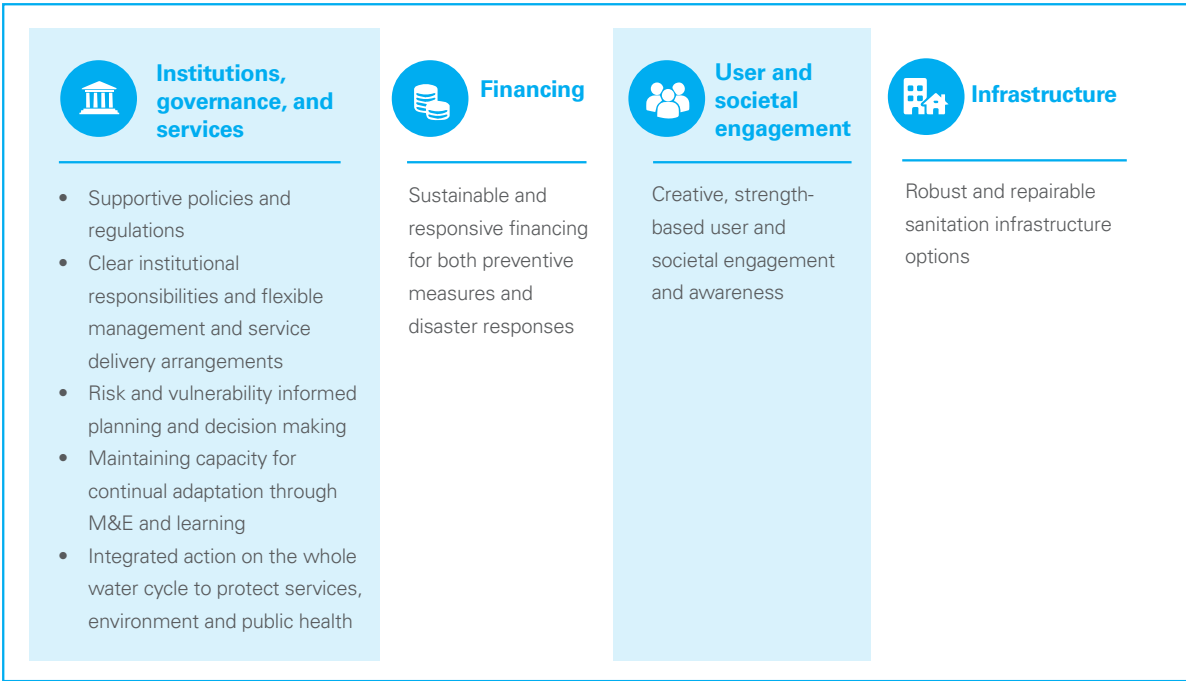 Institutions,
governance, and
services
• Supportive policies and
regulations
• Clear institutional
responsibilities and flexible
management and service
delivery arrangements
• Risk and vulnerability informed
planning and decision making
• Maintaining capacity for
continual adaptation through
M&E and learning
• Integrated action on the whole
water cycle to protect services,
environment and public health
Financing
Sustainable and
responsive financing
for both preventive
measures and
disaster responses
User and
societal
engagement
Creative, strength-
based user and
societal engagement
and awareness
Infrastructure
Robust and repairable
sanitation infrastructure
options